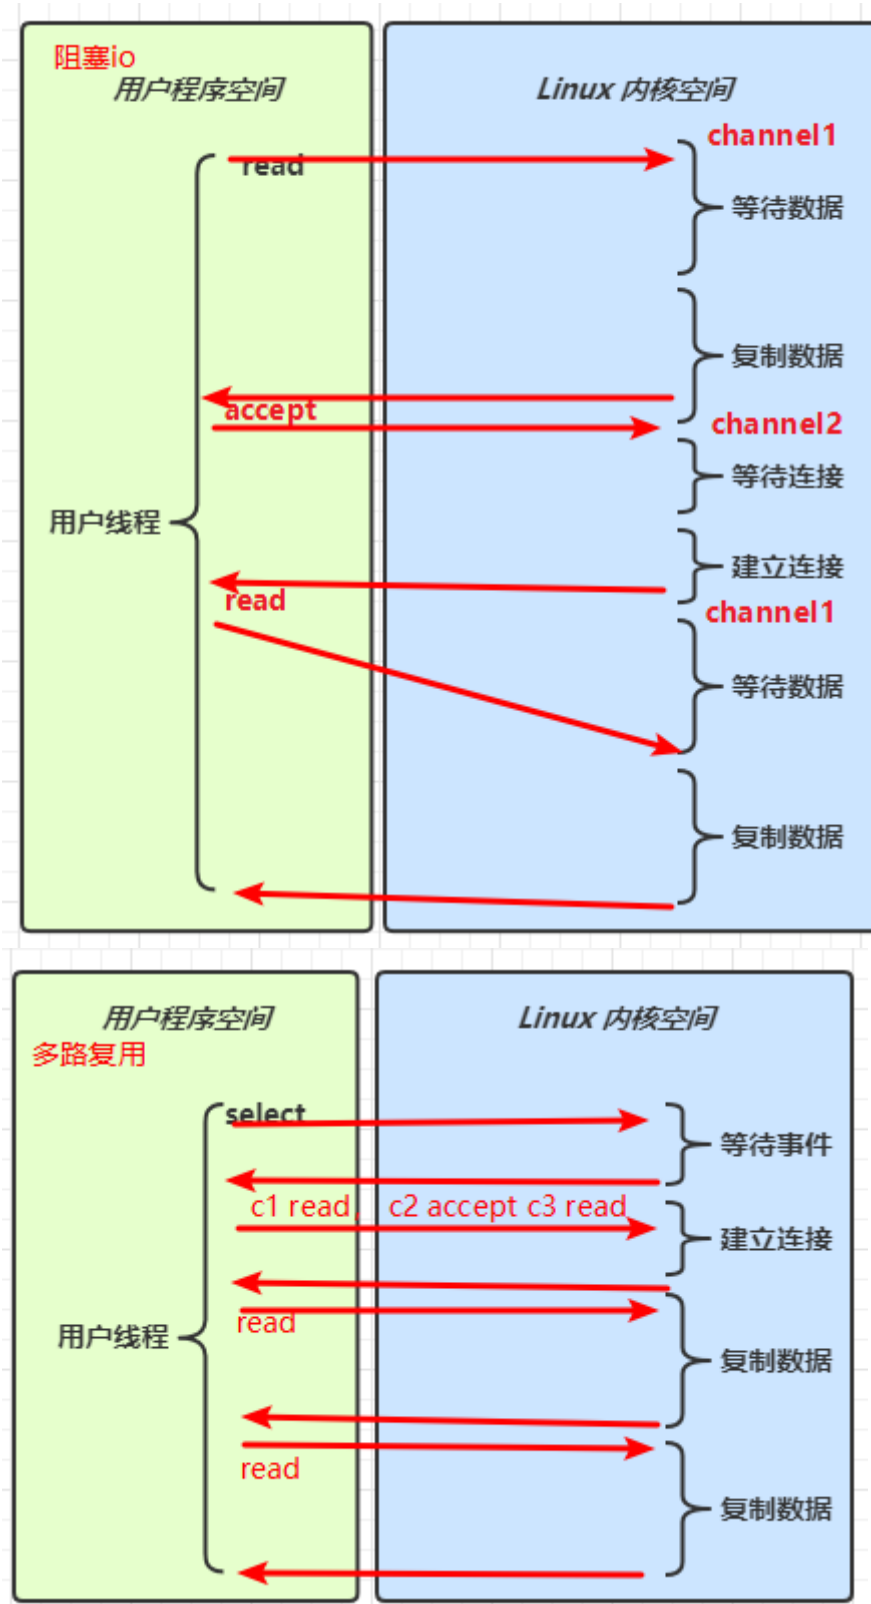 阻塞io
用户程序空间
Linux 内核空间
channel1
read
等待数据
复制数据
accept
channel2
等待连接
用户线程
建立连接
read
channel1
等待数据
复制数据
用户程序空间
Linux 内核空间
多路复用
select
等待事件
c1 read, c2 accept c3 read
建立连接
read
用户线程
复制数据
read
复制数据